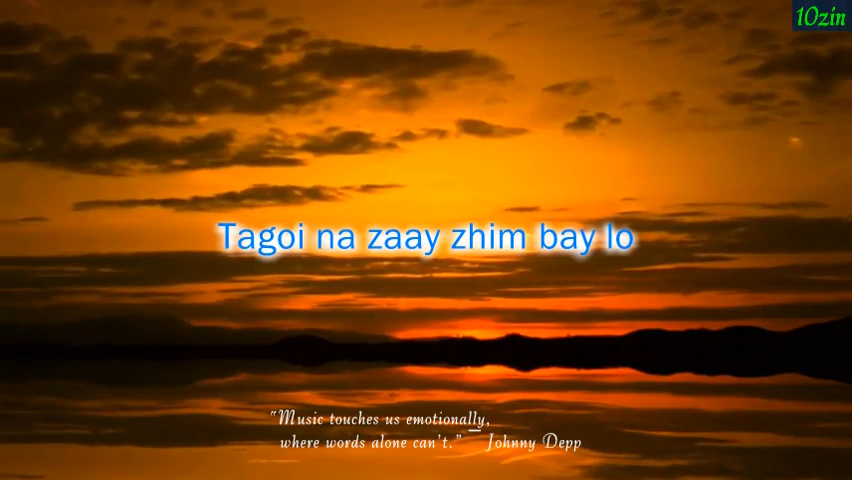 10zin
Tagoi na zaay zhim bay lo
"Music touches us emotionally,
where words alone can't." — Johnny Depp